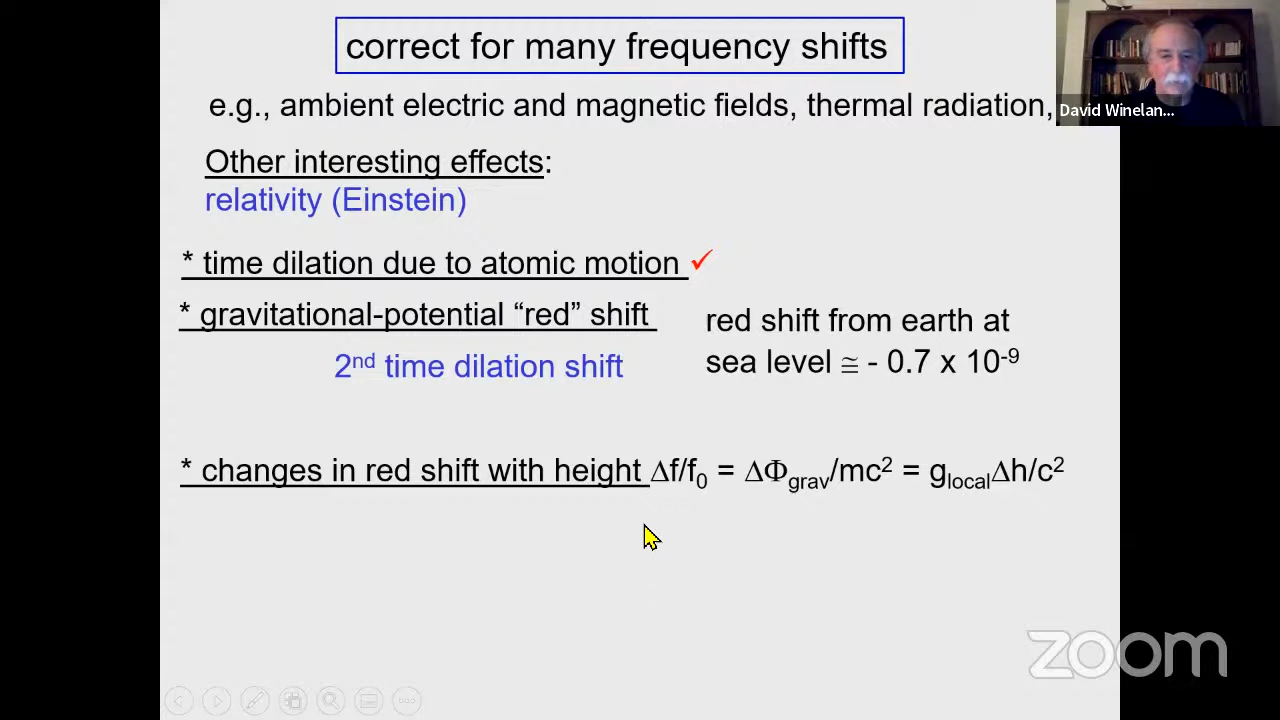 correct for many frequency shifts
e.g., ambient electric and magnetic fields, thermal radiation,
David Winelan...
Other interesting effects:
relativity (Einstein)
* time dilation due to atomic motion ✓
* gravitational-potential “red” shift
red shift from earth at
sea level ≅ - 0.7 x 10⁻⁹
2ⁿᵈ time dilation shift
* changes in red shift with height Δf/f₀ = ΔΦgrav/mc² = glocalΔh/c²
zoom